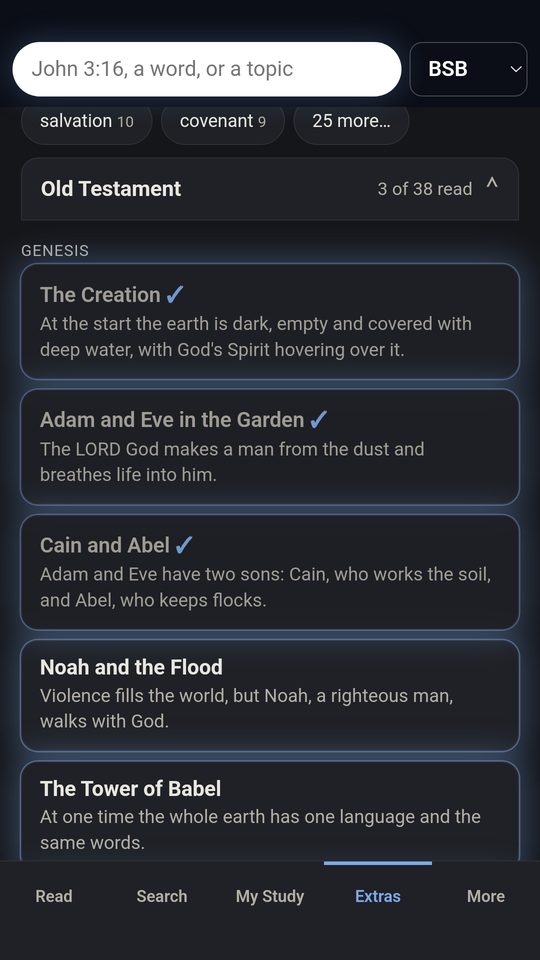 John 3:16, a word, or a topic
BSB
salvation 10
covenant 9
25 more...
Old Testament
3 of 38 read ^
GENESIS
The Creation ✓
At the start the earth is dark, empty and covered with
deep water, with God's Spirit hovering over it.
Adam and Eve in the Garden ✓
The LORD God makes a man from the dust and
breathes life into him.
Cain and Abel ✓
Adam and Eve have two sons: Cain, who works the soil,
and Abel, who keeps flocks.
Noah and the Flood
Violence fills the world, but Noah, a righteous man,
walks with God.
The Tower of Babel
At one time the whole earth has one language and the
same words.
Read
Search
My Study
Extras
More